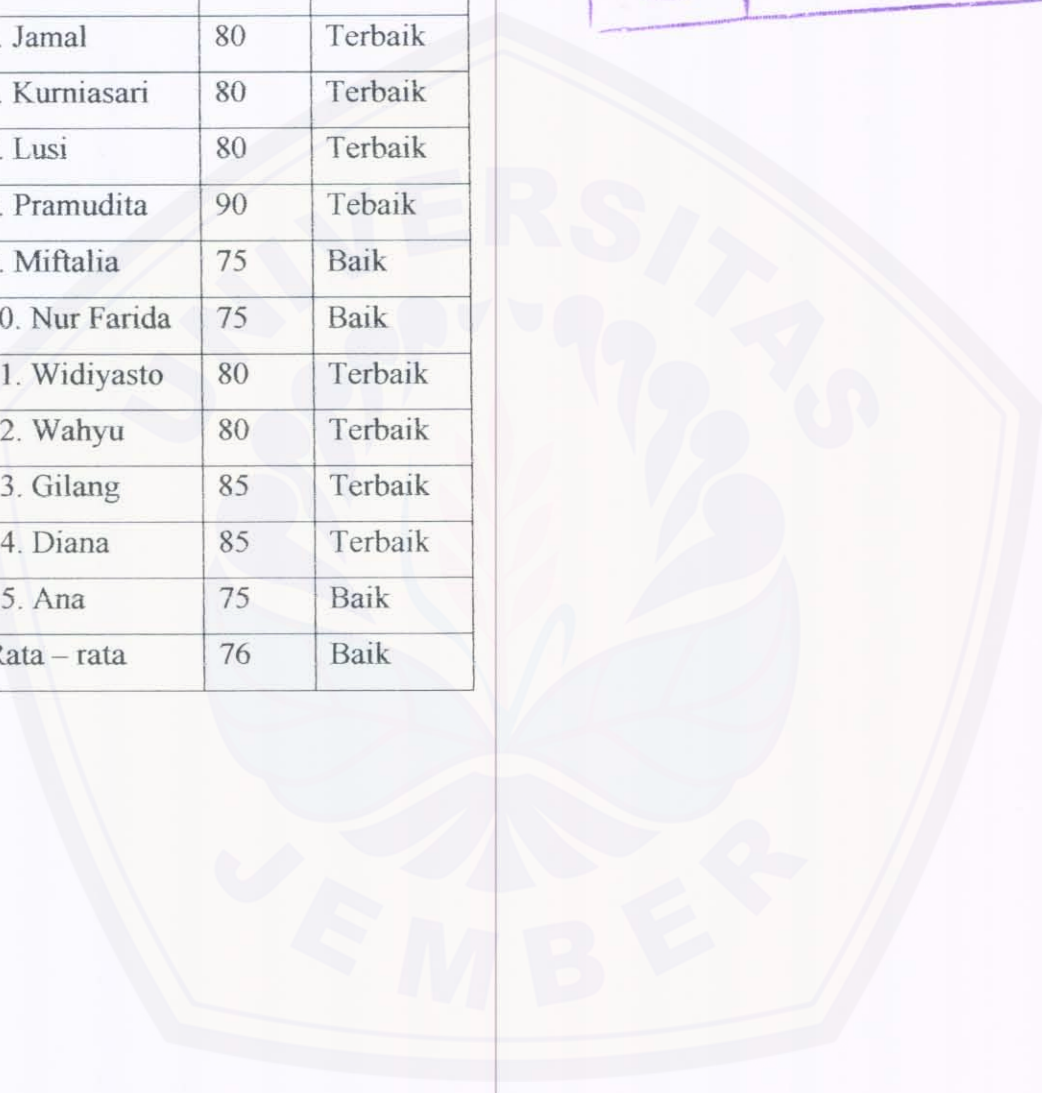 . Jamal 80 Terbaik
. Kurniasari 80 Terbaik
. Lusi 80 Terbaik
. Pramudita 90 Tebaik
. Miftalia 75 Baik
0. Nur Farida 75 Baik
1. Widiyasto 80 Terbaik
2. Wahyu 80 Terbaik
3. Gilang 85 Terbaik
4. Diana 85 Terbaik
5. Ana 75 Baik
Rata – rata 76 Baik
UNIVERSITAS
JEMBER